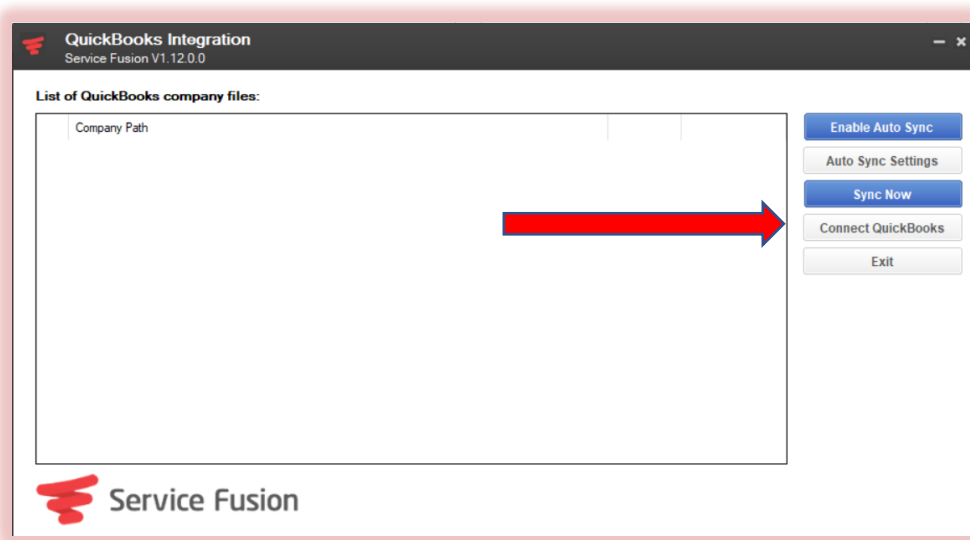 QuickBooks Integration
Service Fusion V1.12.0.0
List of QuickBooks company files:
Company Path
Enable Auto Sync
Auto Sync Settings
Sync Now
Connect QuickBooks
Exit
Service Fusion